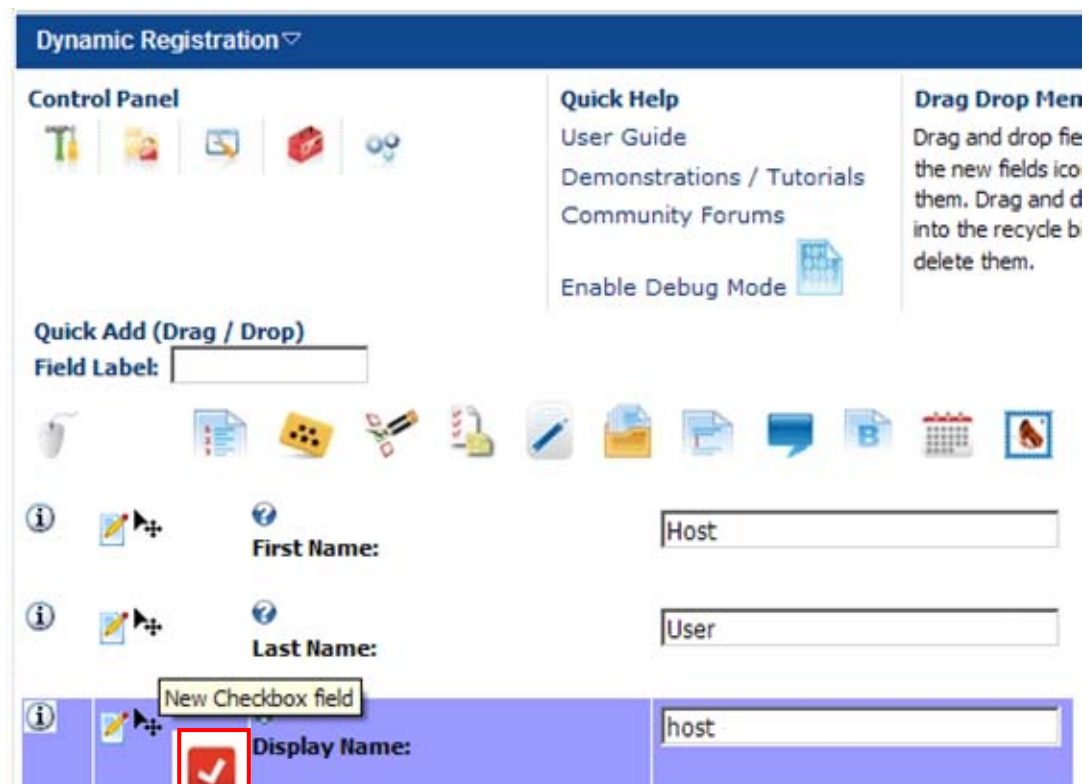 Dynamic Registration
Control Panel
Quick Help
User Guide
Demonstrations / Tutorials
Community Forums
Enable Debug Mode
Drag Drop Men
Drag and drop fie
the new fields ico
them. Drag and d
into the recycle b
delete them.
Quick Add (Drag / Drop)
Field Label:
First Name:
Host
Last Name:
User
New Checkbox field
Display Name:
host